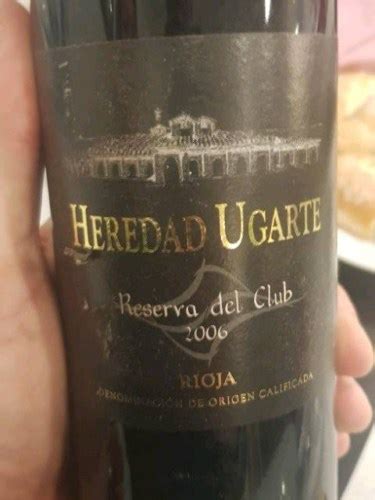 HEREDAD UGARTE
Reserva del Club
2006
RIOJA
DENOMINACIÓN DE ORIGEN CALIFICADA